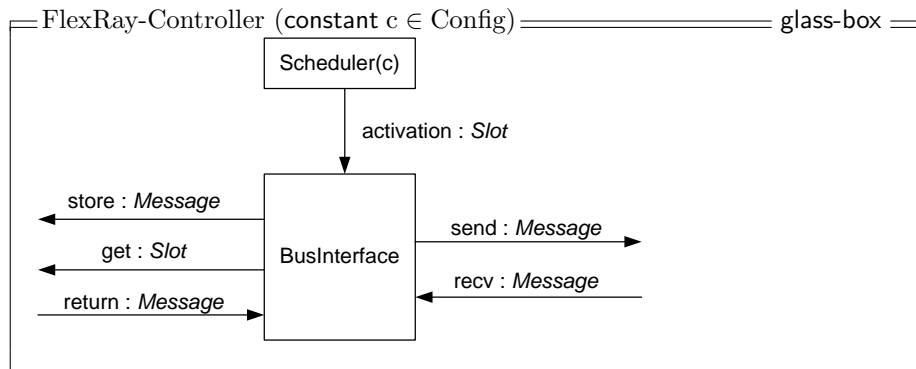 FlexRay-Controller (constant c ∈ Config) glass-box
Scheduler(c)
activation : Slot
store : Message
get : Slot
return : Message
BusInterface
send : Message
recv : Message